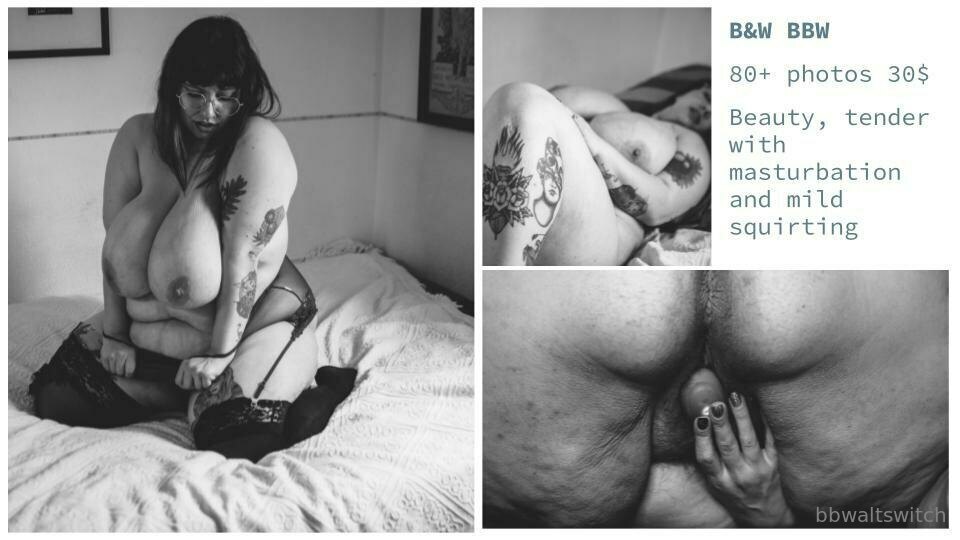 B&W BBW
80+ photos 30$
Beauty, tender
with
masturbation
and mild
squirting
bbwaltswitch